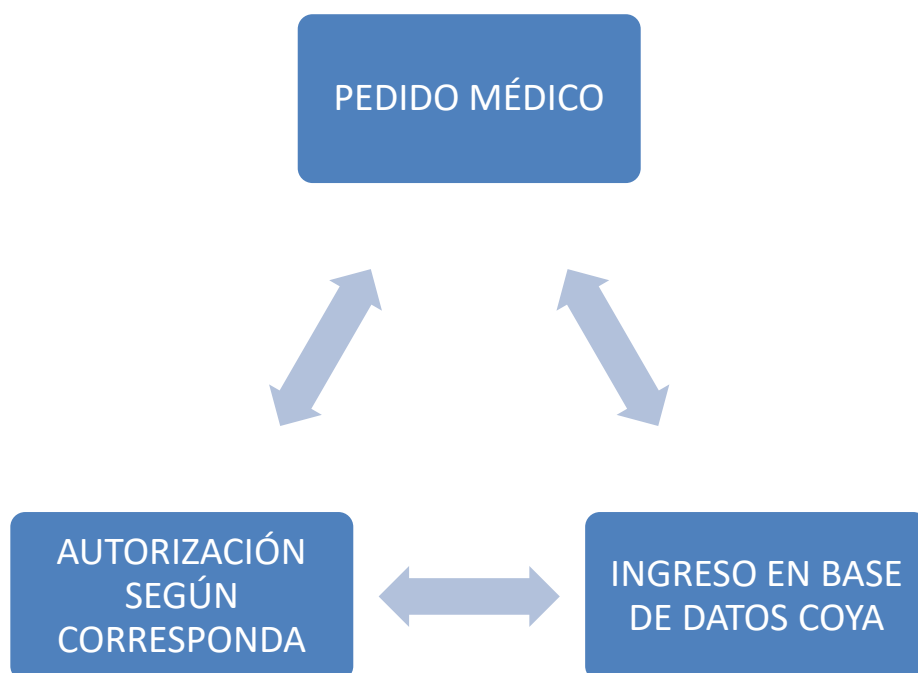 PEDIDO MÉDICO
AUTORIZACIÓN
SEGÚN
CORRESPONDA
INGRESO EN BASE
DE DATOS COYA